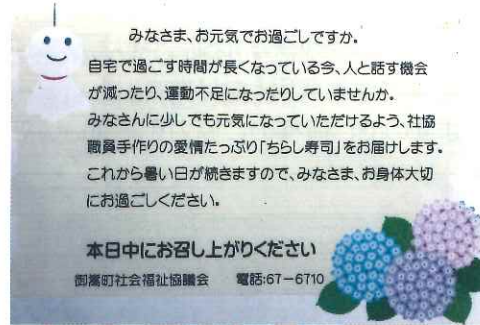 みなさま、お元気でお過ごしですか。
自宅で過ごす時間が長くなっている今、人と話す機会
が減ったり、運動不足になったりしていませんか。
みなさんに少しでも元気になっていただけるよう、社協
職員手作りの愛情たっぷり「ちらし寿司」をお届けします。
これから暑い日が続きますので、みなさま、お身体大切
にお過ごしください。
本日中にお召し上がりください
御嵩町社会福祉協議会 電話:67-6710